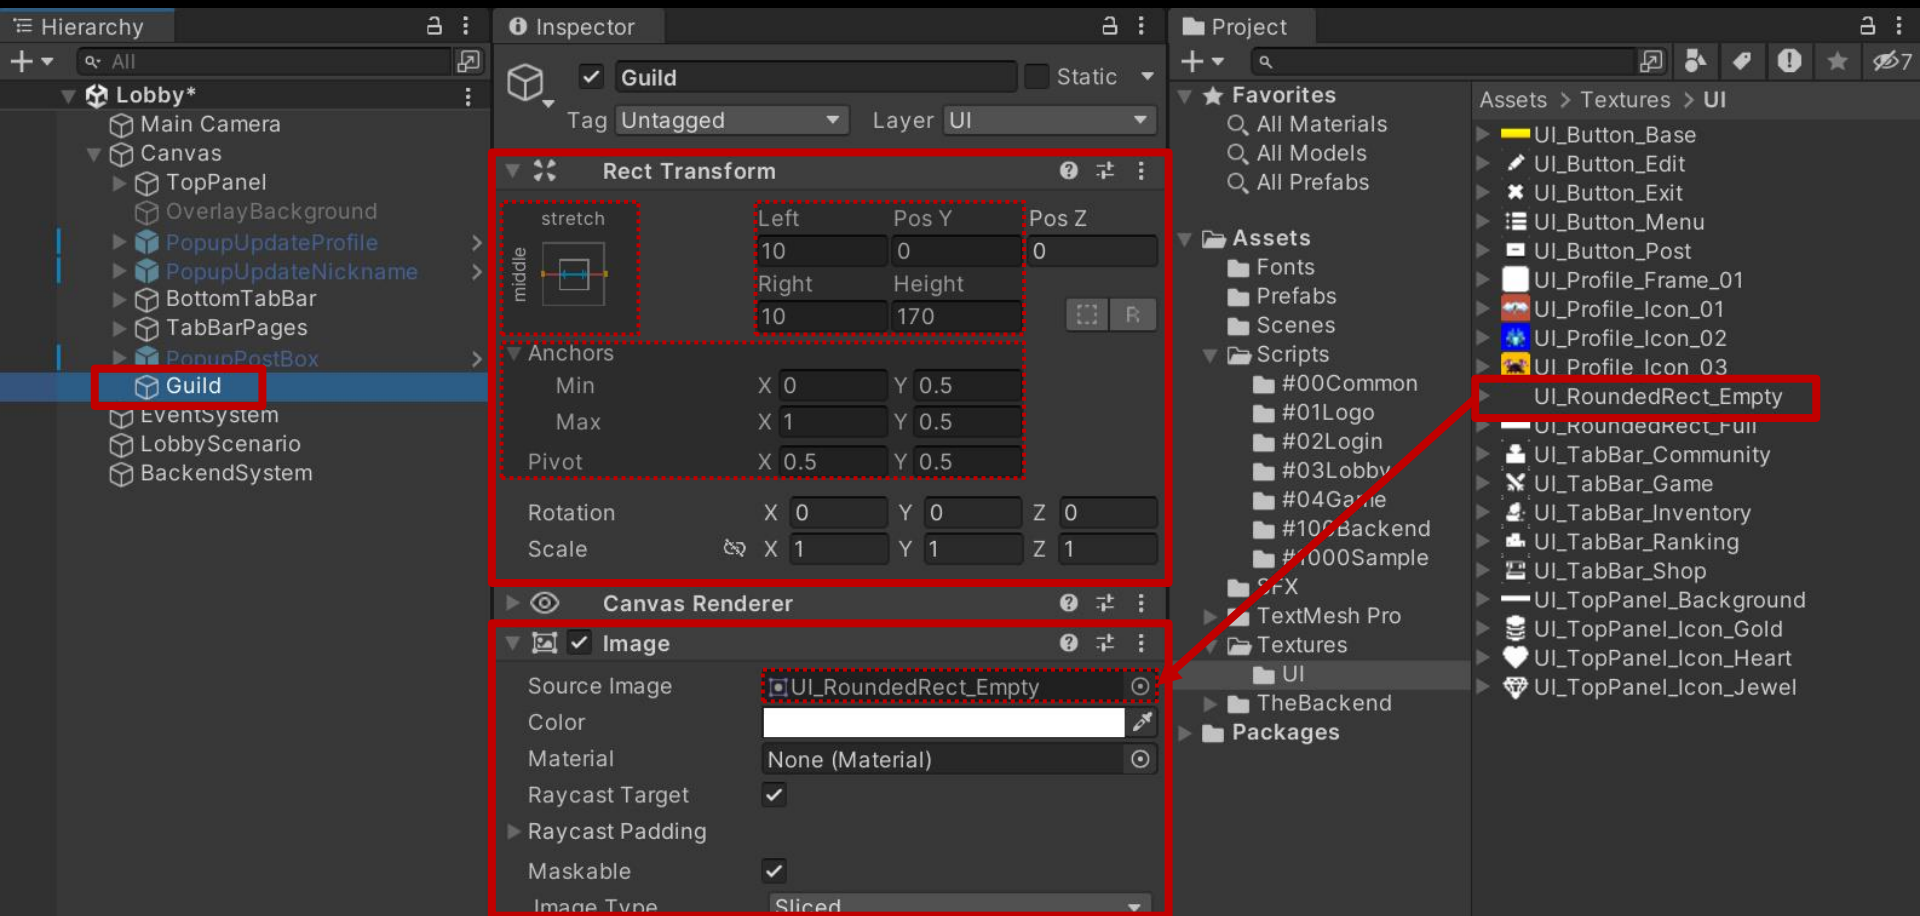 Hierarchy
All
Lobby*
Main Camera
Canvas
TopPanel
OverlayBackground
PopupUpdateProfile
PopupUpdateNickname
BottomTabBar
TabBarPages
PopupPostBox
Guild
EventSystem
LobbyScenario
BackendSystem
Inspector
Guild
Static
Tag Untagged Layer UI
Rect Transform
stretch
middle
Left Pos Y Pos Z
10 0 0
Right Height
10 170 R
Anchors
Min X 0 Y 0.5
Max X 1 Y 0.5
Pivot X 0.5 Y 0.5
Rotation X 0 Y 0 Z 0
Scale X 1 Y 1 Z 1
Canvas Renderer
Image
Source Image UI_RoundedRect_Empty
Color
Material None (Material)
Raycast Target
Raycast Padding
Maskable
Image Type Sliced
Project
7
Favorites
All Materials
All Models
All Prefabs
Assets
Fonts
Prefabs
Scenes
Scripts
#00Common
#01Logo
#02Login
#03Lobby
#04Game
#100Backend
#1000Sample
SFX
TextMesh Pro
Textures
UI
TheBackend
Packages
Assets > Textures > UI
UI_Button_Base
UI_Button_Edit
UI_Button_Exit
UI_Button_Menu
UI_Button_Post
UI_Profile_Frame_01
UI_Profile_Icon_01
UI_Profile_Icon_02
UI_Profile_Icon_03
UI_RoundedRect_Empty
UI_RoundedRect_Full
UI_TabBar_Community
UI_TabBar_Game
UI_TabBar_Inventory
UI_TabBar_Ranking
UI_TabBar_Shop
UI_TopPanel_Background
UI_TopPanel_Icon_Gold
UI_TopPanel_Icon_Heart
UI_TopPanel_Icon_Jewel